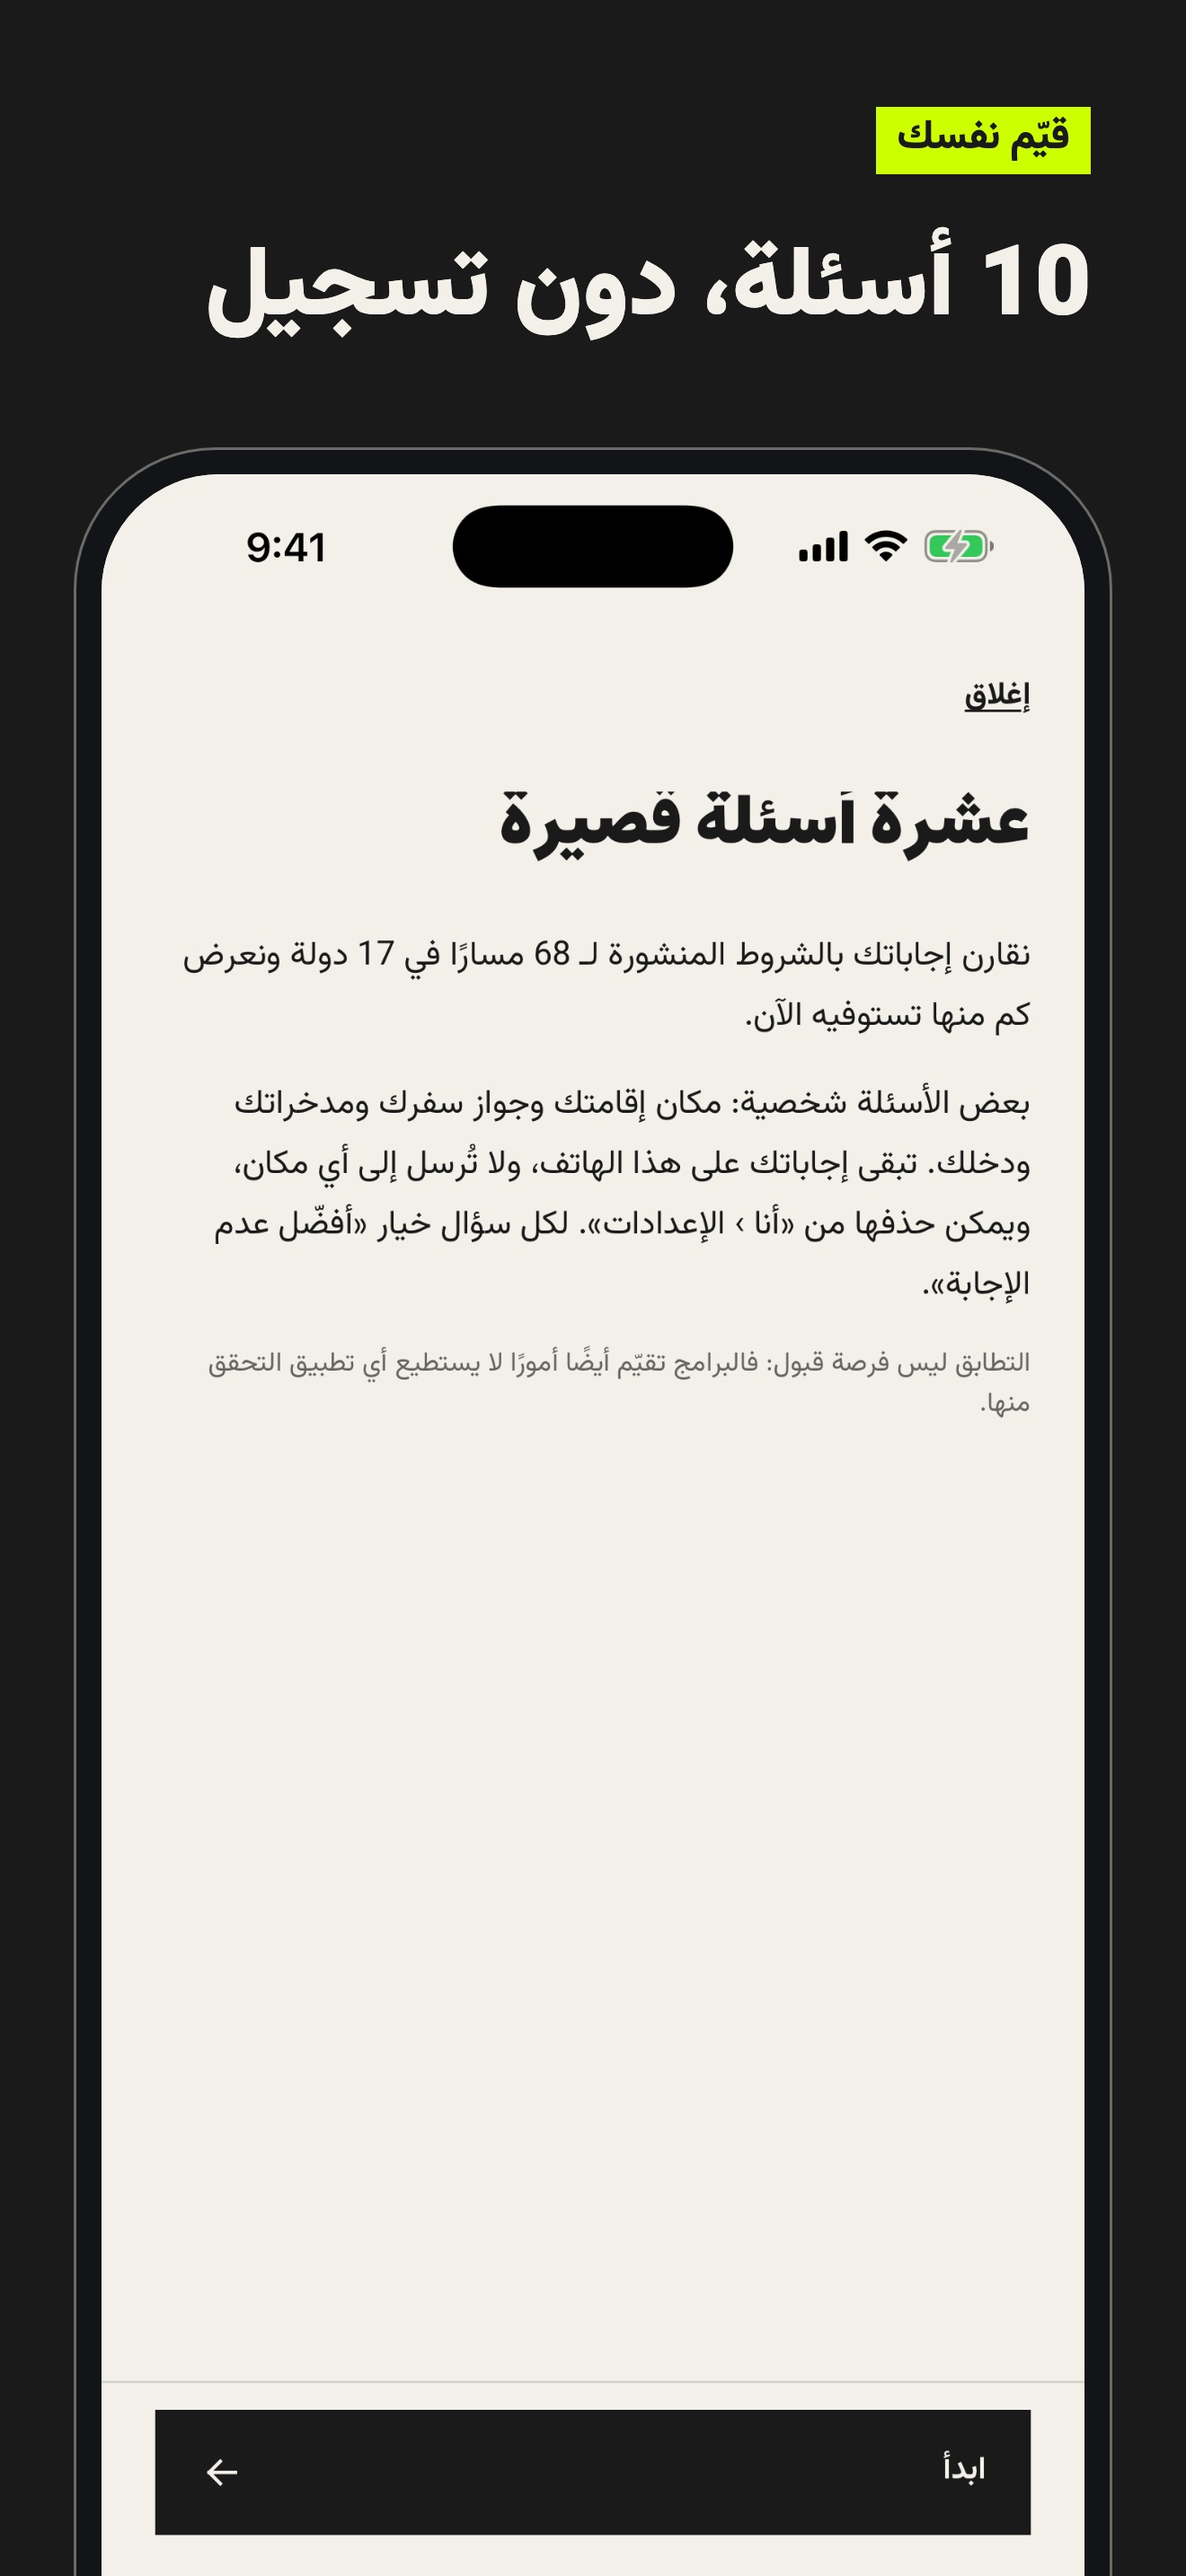 قيّم نفسك
10 أسئلة، دون تسجيل
9:41
إغلاق
عشرة أسئلة قصيرة
نقارن إجاباتك بالشروط المنشورة لـ 68 مسارًا في 17 دولة ونعرض
كم منها تستوفيه الآن.
بعض الأسئلة شخصية: مكان إقامتك وجواز سفرك ومدخراتك
ودخلك. تبقى إجاباتك على هذا الهاتف، ولا تُرسل إلى أي مكان،
ويمكن حذفها من «أنا › الإعدادات». لكل سؤال خيار «أفضّل عدم
الإجابة».
التطابق ليس فرصة قبول: فالبرامج تقيّم أيضًا أمورًا لا يستطيع أي تطبيق التحقق
منها.
ابدأ